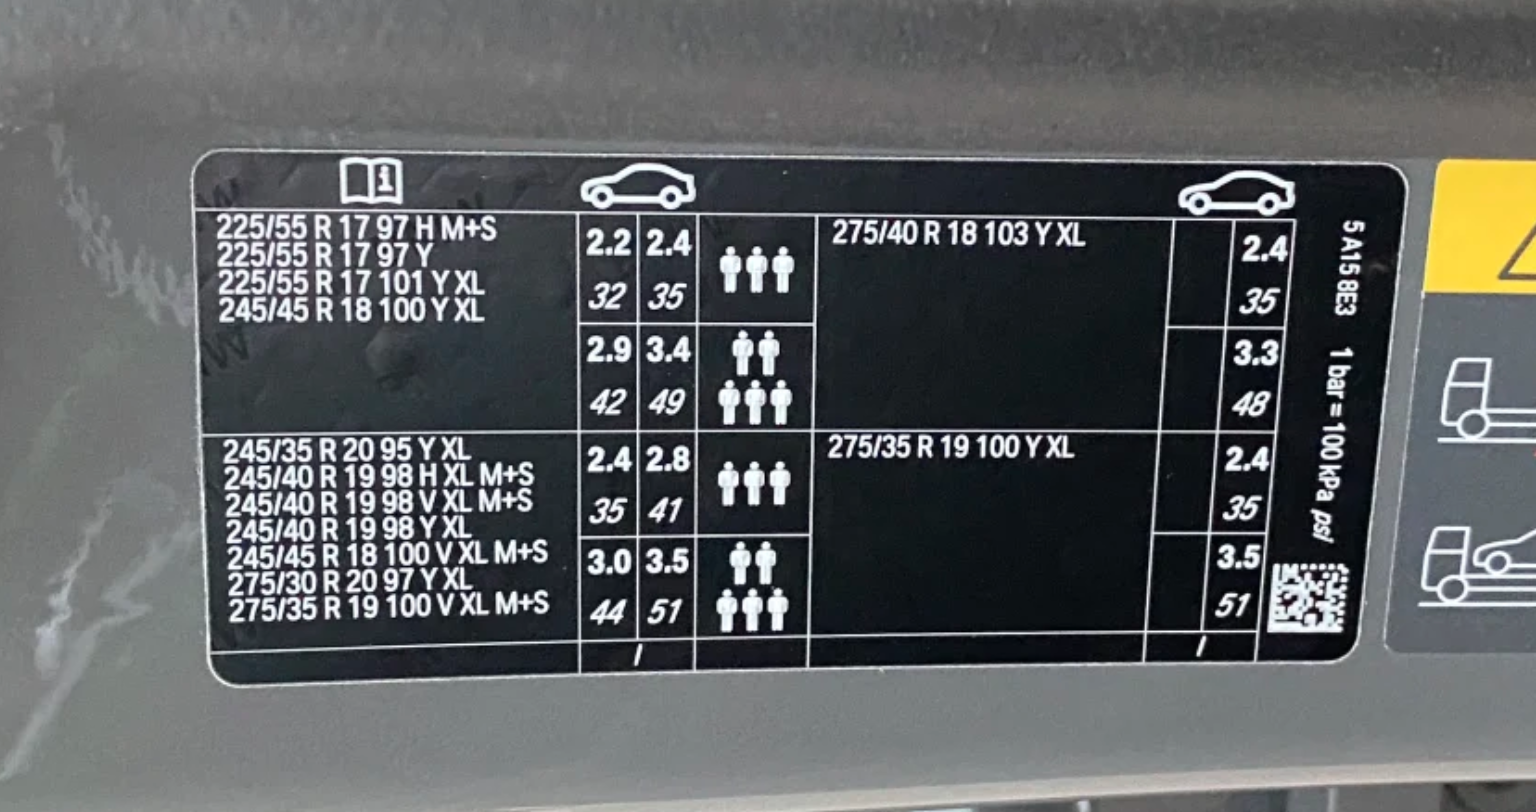 i
225/55 R 17 97 H M+S
225/55 R 17 97 Y
225/55 R 17 101 Y XL
245/45 R 18 100 Y XL
2.2 2.4
32 35
2.9 3.4
42 49
275/40 R 18 103 Y XL
2.4
35
3.3
48
245/35 R 20 95 Y XL
245/40 R 19 98 H XL M+S
245/40 R 19 98 V XL M+S
245/40 R 19 98 Y XL
245/45 R 18 100 V XL M+S
275/30 R 20 97 Y XL
275/35 R 19 100 V XL M+S
2.4 2.8
35 41
3.0 3.5
44 51
275/35 R 19 100 Y XL
2.4
35
3.5
51
/
/
5 A15 8E3 1 bar = 100 kPa psi